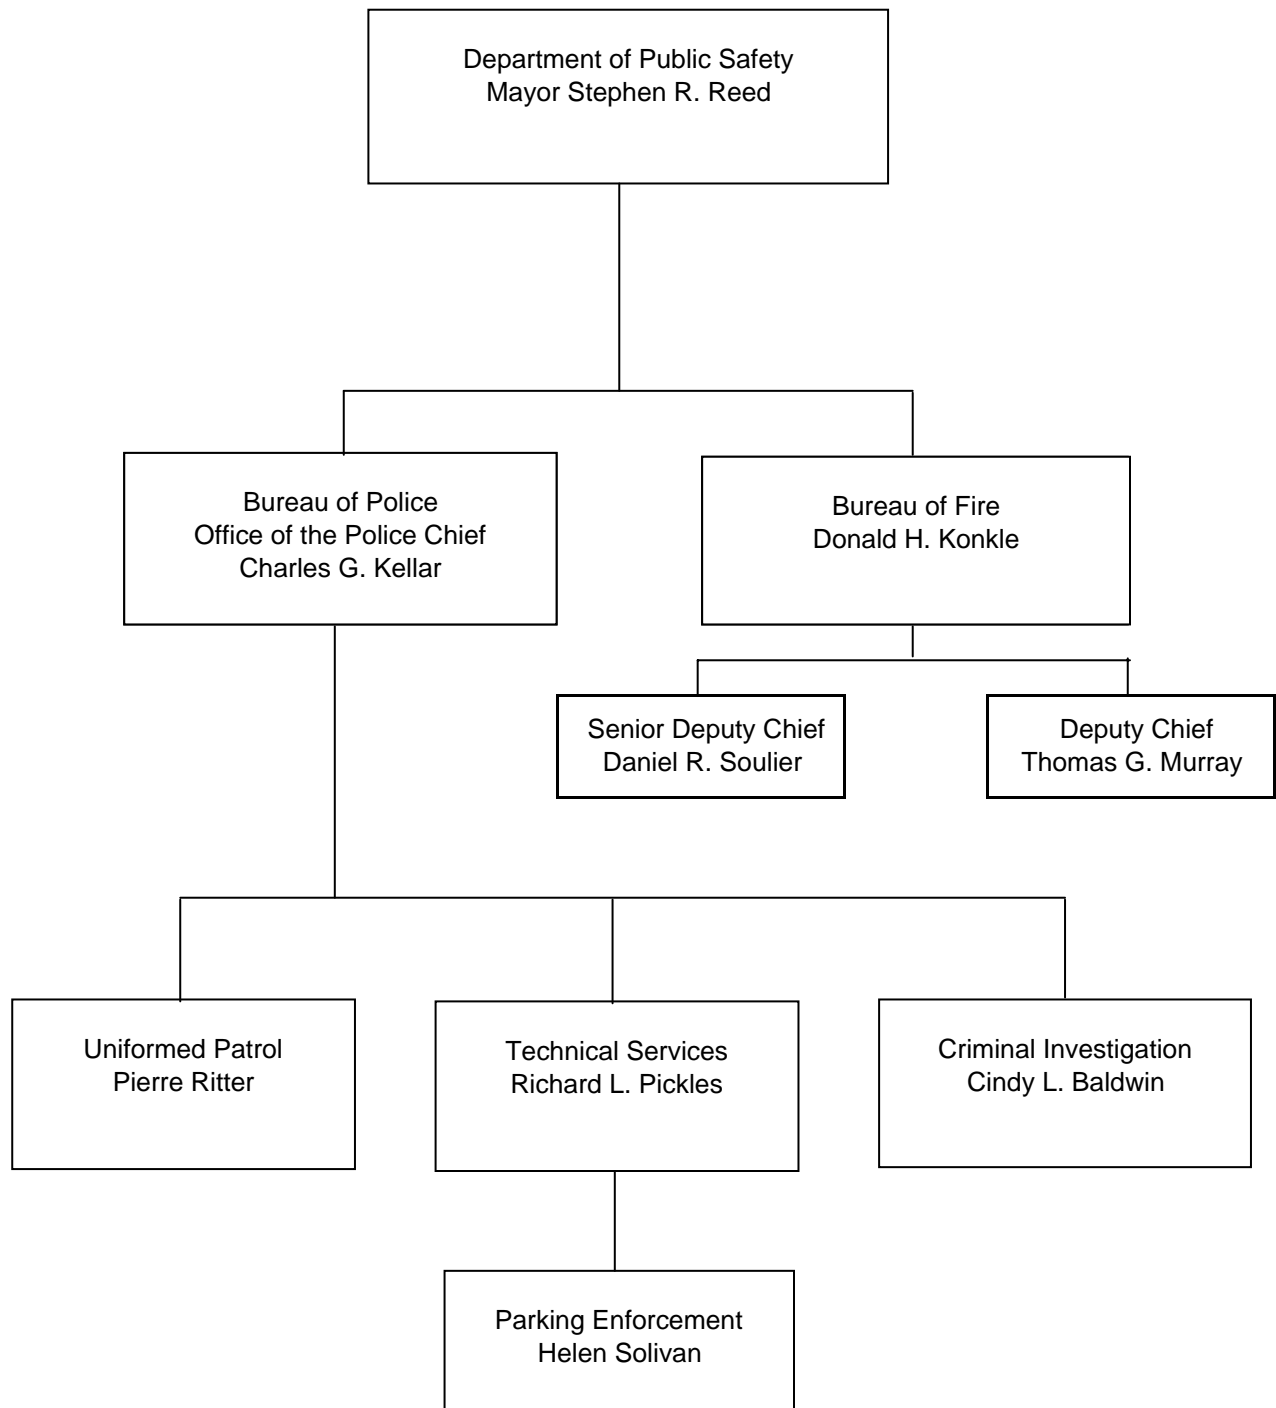 Department of Public Safety
Mayor Stephen R. Reed
Bureau of Police
Office of the Police Chief
Charles G. Kellar
Bureau of Fire
Donald H. Konkle
Senior Deputy Chief
Daniel R. Soulier
Deputy Chief
Thomas G. Murray
Uniformed Patrol
Pierre Ritter
Technical Services
Richard L. Pickles
Criminal Investigation
Cindy L. Baldwin
Parking Enforcement
Helen Solivan